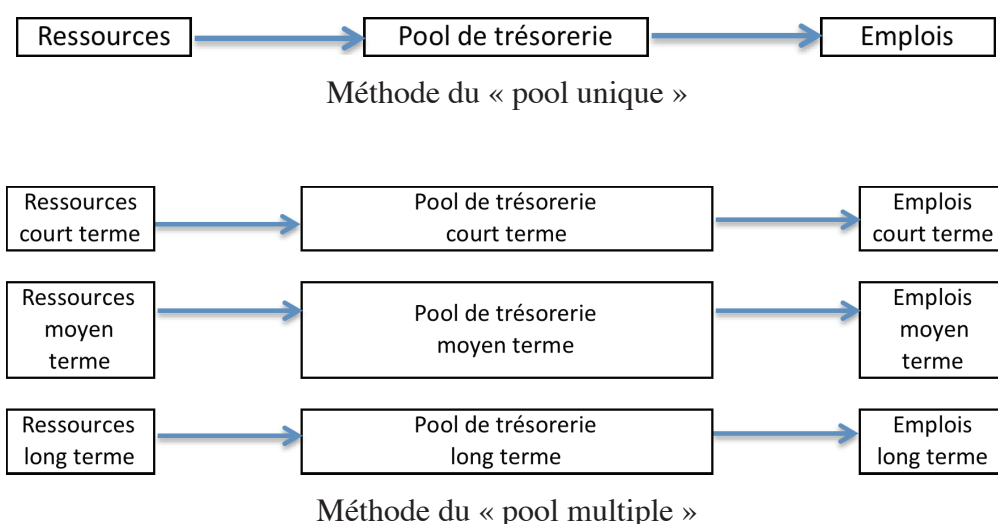 Ressources
Pool de trésorerie
Emplois
Méthode du « pool unique »
Ressources
court terme
Pool de trésorerie
court terme
Emplois
court terme
Ressources
moyen
terme
Pool de trésorerie
moyen terme
Emplois
moyen
terme
Ressources
long terme
Pool de trésorerie
long terme
Emplois
long terme
Méthode du « pool multiple »